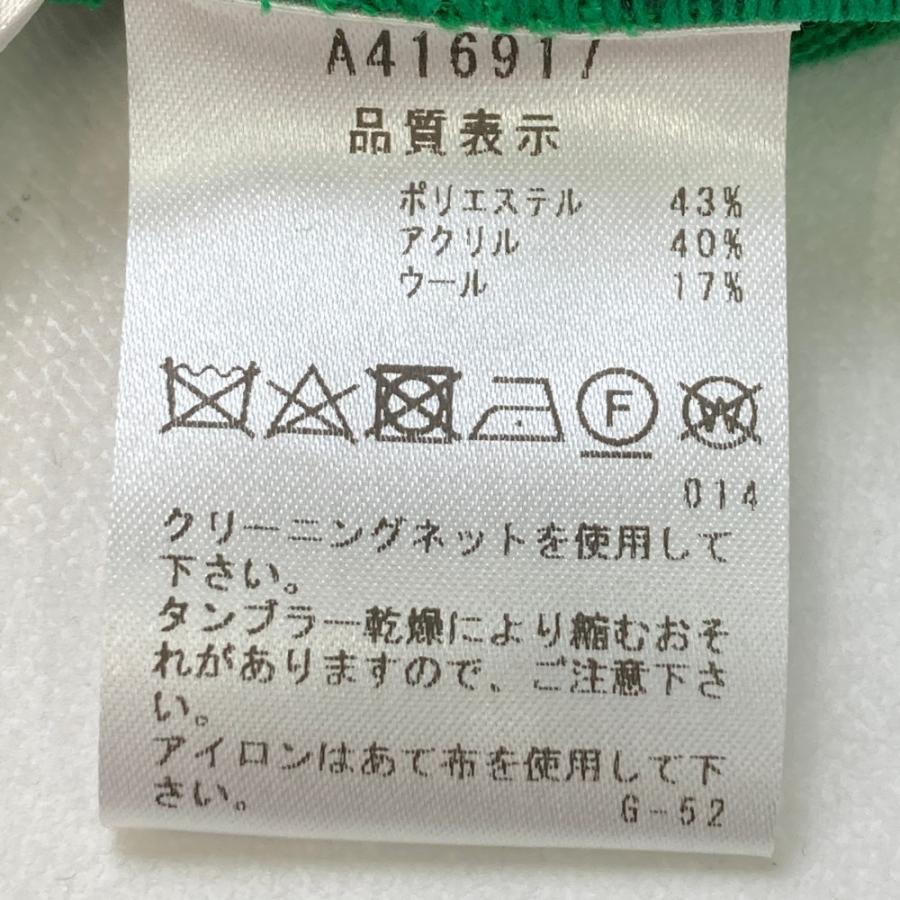 A416917
品質表示
ポリエステル 43%
アクリル 40%
ウール 17%
F W
014
クリーニングネットを使用して
下さい。
タンブラー乾燥により縮むおそ
れがありますので、ご注意下さ
い。
アイロンはあて布を使用して下
さい。
G-52